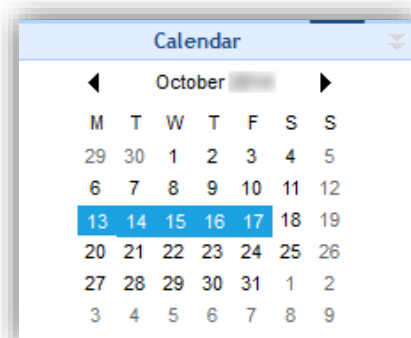 Calendar
October
M T W T F S S
29 30 1 2 3 4 5
6 7 8 9 10 11 12
13 14 15 16 17 18 19
20 21 22 23 24 25 26
27 28 29 30 31 1 2
3 4 5 6 7 8 9